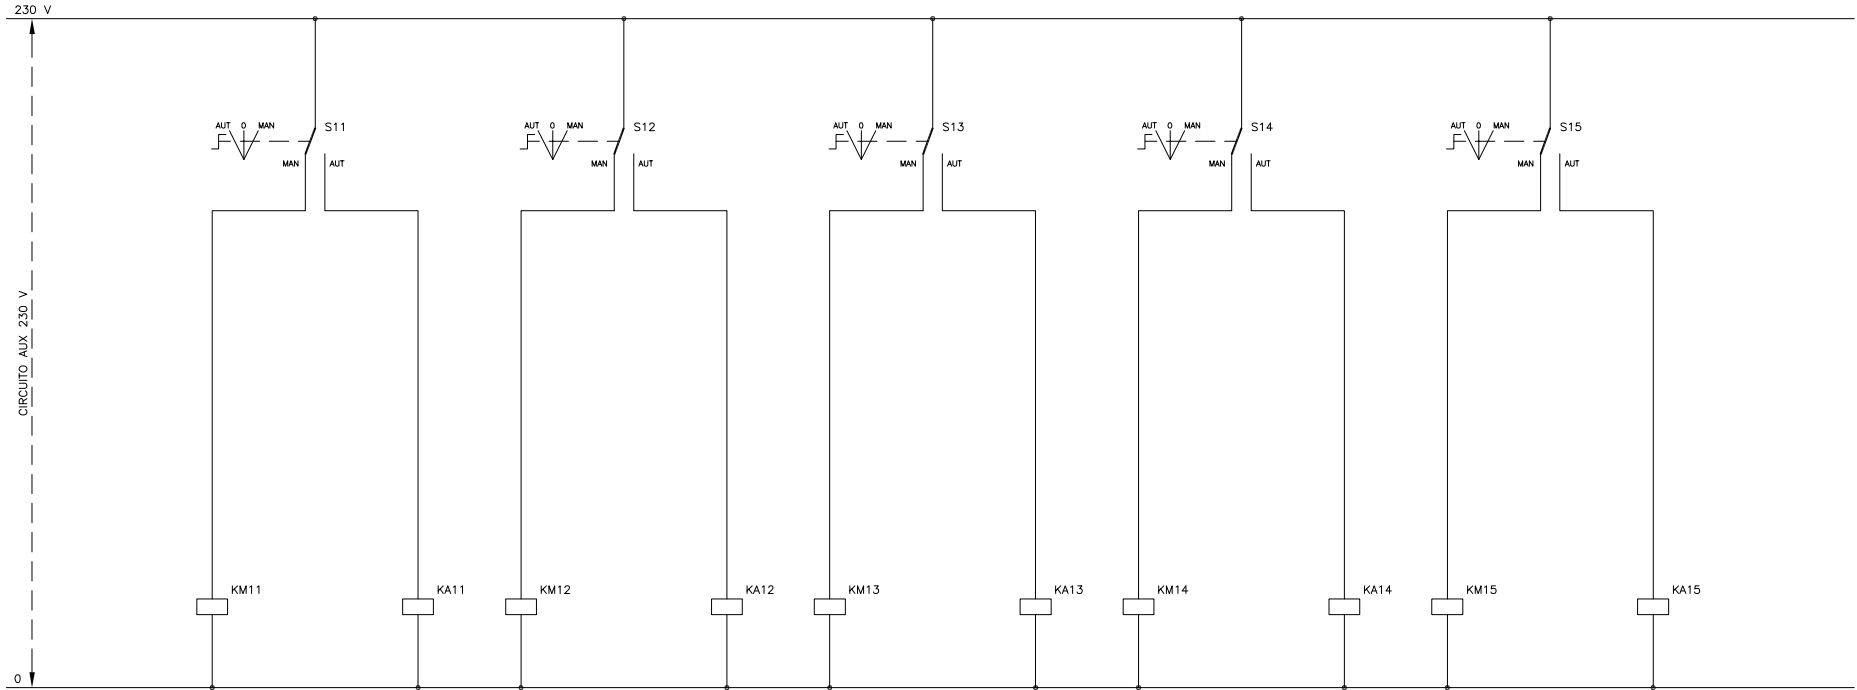 230 V
AUT 0 MAN S11
MAN AUT
AUT 0 MAN S12
MAN AUT
AUT 0 MAN S13
MAN AUT
AUT 0 MAN S14
MAN AUT
AUT 0 MAN S15
MAN AUT
CIRCUITO AUX 230 V
KM11 KA11 KM12 KA12 KM13 KA13 KM14 KA14 KM15 KA15
0